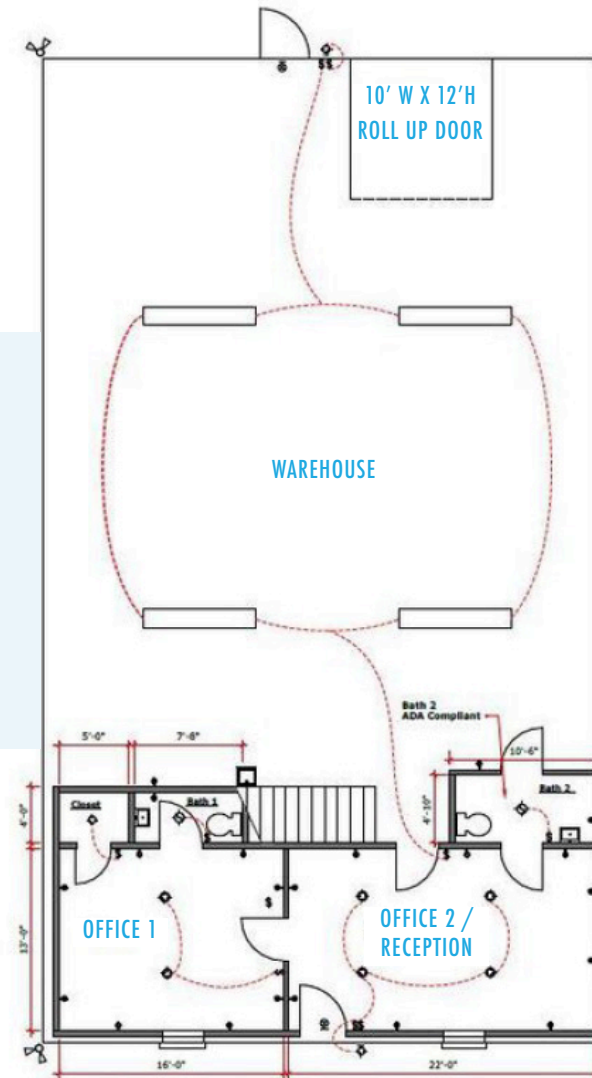 10' W X 12'H
ROLL UP DOOR
WAREHOUSE
Bath 2
ADA Compliant
5'-0"
7'-8"
10'-6"
Closet
Bath 1
Bath 2
4'-0"
4'-10"
OFFICE 1
OFFICE 2 /
RECEPTION
13'-0"
16'-0"
22'-0"